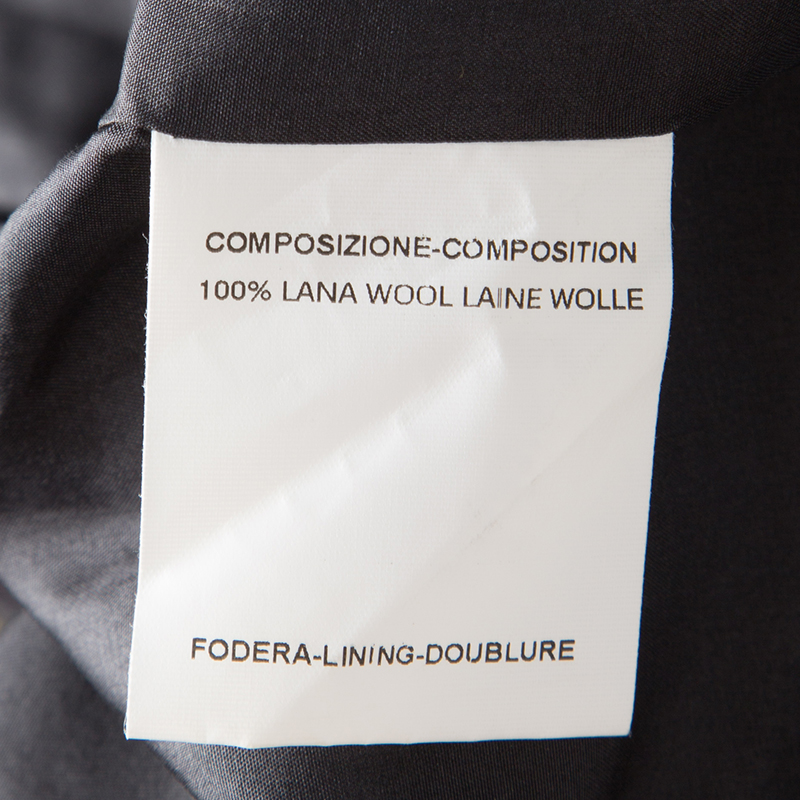 COMPOSIZIONE-COMPOSITION
100% LANA WOOL LAINE WOLLE
FODERA-LINING-DOUBLURE